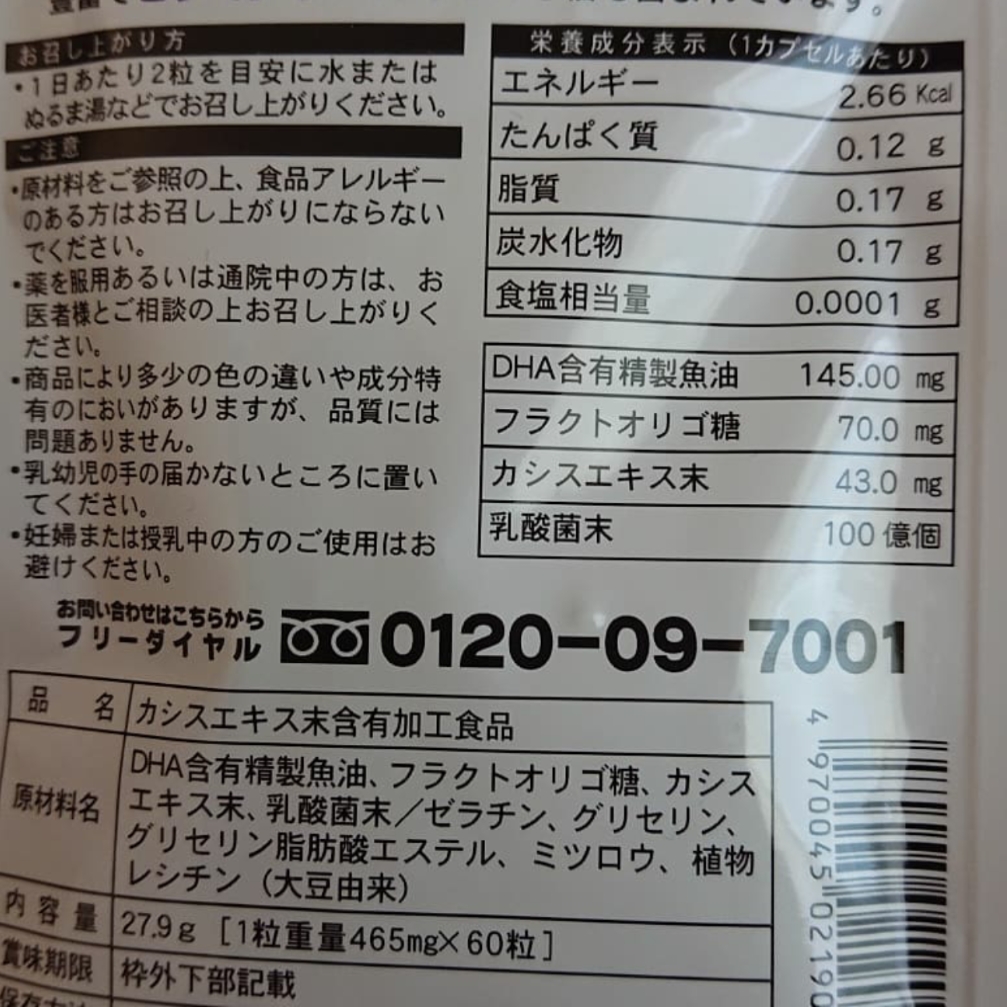 お召し上がり方
・1日あたり2粒を目安に水または
ぬるま湯などでお召し上がりください。
ご注意
・原材料をご参照の上、食品アレルギー
のある方はお召し上がりにならない
でください。
・薬を服用あるいは通院中の方は、お
医者様とご相談の上お召し上がりく
ださい。
・商品により多少の色の違いや成分特
有のにおいがありますが、品質には
問題ありません。
・乳幼児の手の届かないところに置い
てください。
・妊婦または授乳中の方のご使用はお
避けください。
栄養成分表示(1カプセルあたり)
エネルギー 2.66 Kcal
たんぱく質 0.12 g
脂質 0.17 g
炭水化物 0.17 g
食塩相当量 0.0001 g
DHA含有精製魚油 145.00 mg
フラクトオリゴ糖 70.0 mg
カシスエキス末 43.0 mg
乳酸菌末 100億個
お問い合わせはこちらから
フリーダイヤル 0120-09-7001
品名 カシスエキス末含有加工食品
原材料名 DHA含有精製魚油、フラクトオリゴ糖、カシス
エキス末、乳酸菌末/ゼラチン、グリセリン、
グリセリン脂肪酸エステル、ミツロウ、植物
レシチン(大豆由来)
内容量 27.9g [1粒重量465mg×60粒]
賞味期限 枠外下部記載
4 970045 02190